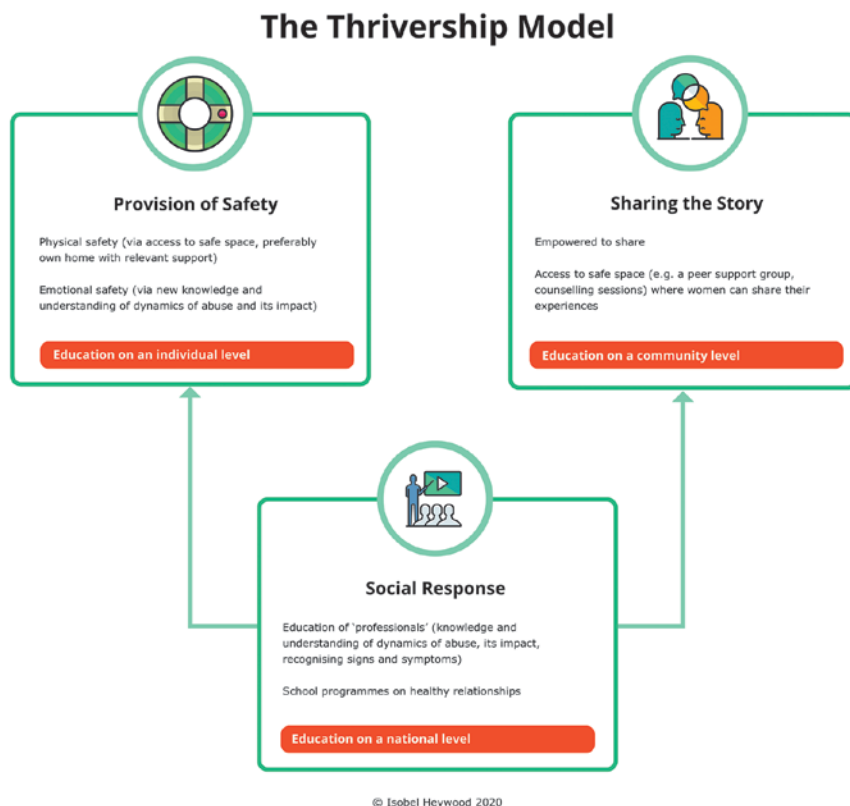 The Thrivership Model
Provision of Safety
Physical safety (via access to safe space, preferably
own home with relevant support)
Emotional safety (via new knowledge and
understanding of dynamics of abuse and its impact)
Education on an individual level
Sharing the Story
Empowered to share
Access to safe space (e.g. a peer support group,
counselling sessions) where women can share their
experiences
Education on a community level
Social Response
Education of ‘professionals’ (knowledge and
understanding of dynamics of abuse, its impact,
recognising signs and symptoms)
School programmes on healthy relationships
Education on a national level
© Isobel Heywood 2020